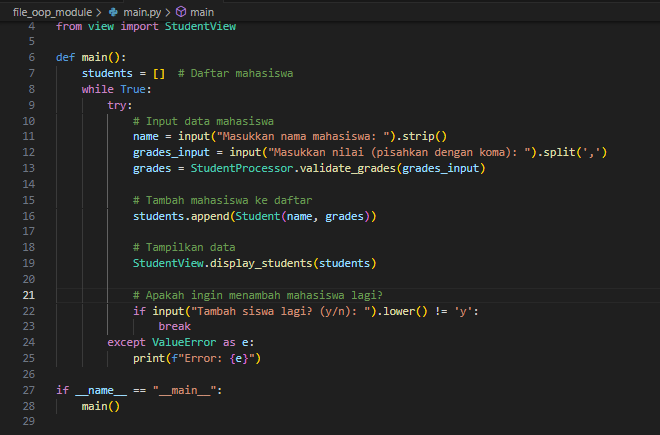 file_oop_module > main.py > main
4 from view import StudentView
5
6 def main():
7     students = []  # Daftar mahasiswa
8     while True:
9         try:
10             # Input data mahasiswa
11             name = input("Masukkan nama mahasiswa: ").strip()
12             grades_input = input("Masukkan nilai (pisahkan dengan koma): ").split(',')
13             grades = StudentProcessor.validate_grades(grades_input)
14
15             # Tambah mahasiswa ke daftar
16             students.append(Student(name, grades))
17
18             # Tampilkan data
19             StudentView.display_students(students)
20
21             # Apakah ingin menambah mahasiswa lagi?
22             if input("Tambah siswa lagi? (y/n): ").lower() != 'y':
23                 break
24         except ValueError as e:
25             print(f"Error: {e}")
26
27 if __name__ == "__main__":
28     main()
29